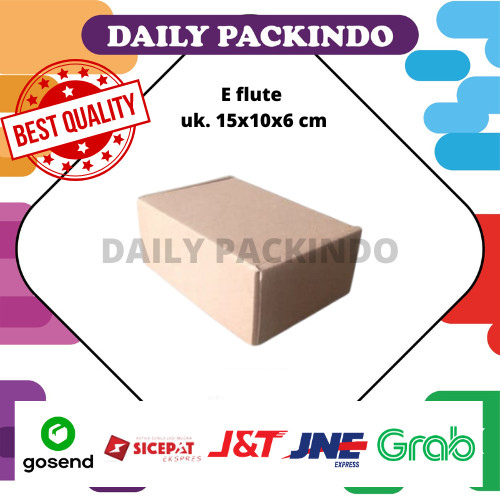 DAILY PACKINDO
BEST QUALITY
E flute
uk. 15x10x6 cm
DAILY PACKINDO
gosend
SICEPAT
EKSPRES
J&T
JNE
EXPRESS
Grab